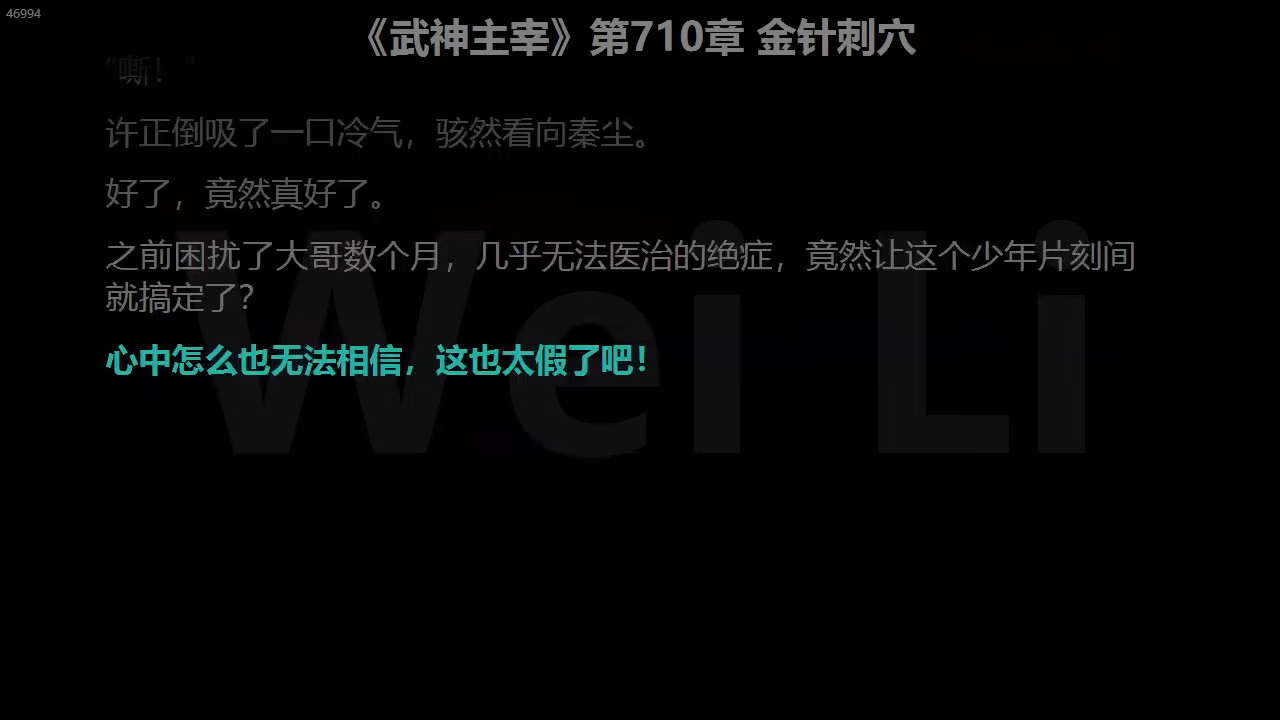 46994
《武神主宰》第710章 金针刺穴
“嘶！”
许正倒吸了一口冷气，骇然看向秦尘。
好了，竟然真好了。
之前困扰了大哥数个月，几乎无法医治的绝症，竟然让这个少年片刻间
就搞定了？
心中怎么也无法相信，这也太假了吧！
Wei Li